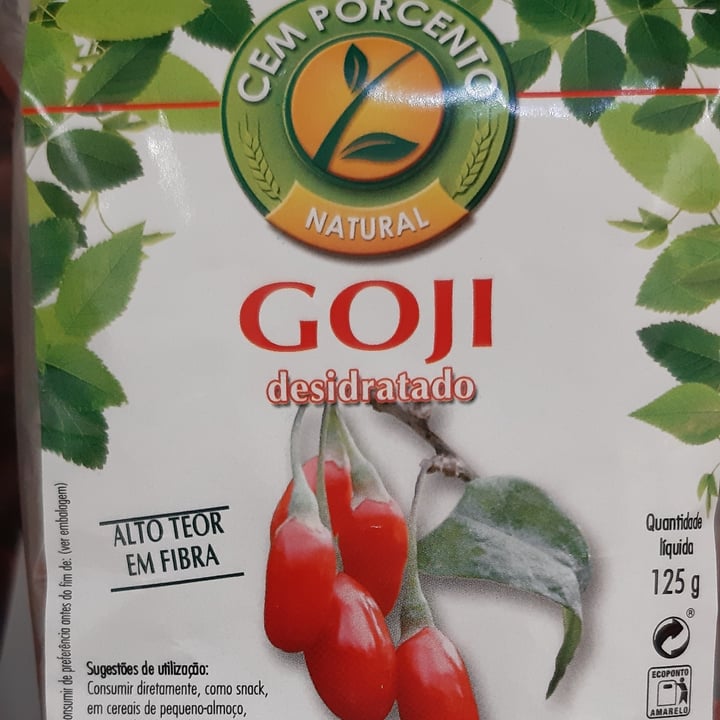 CEM PORCENTO
NATURAL
GOJI
desidratado
ALTO TEOR
EM FIBRA
Quantidade
líquida
125 g
®
ECOPONTO
AMARELO
Sugestões de utilização:
Consumir diretamente, como snack,
em cereais de pequeno-almoço,
onsumir de preferência antes do fim de: (ver embalagem)